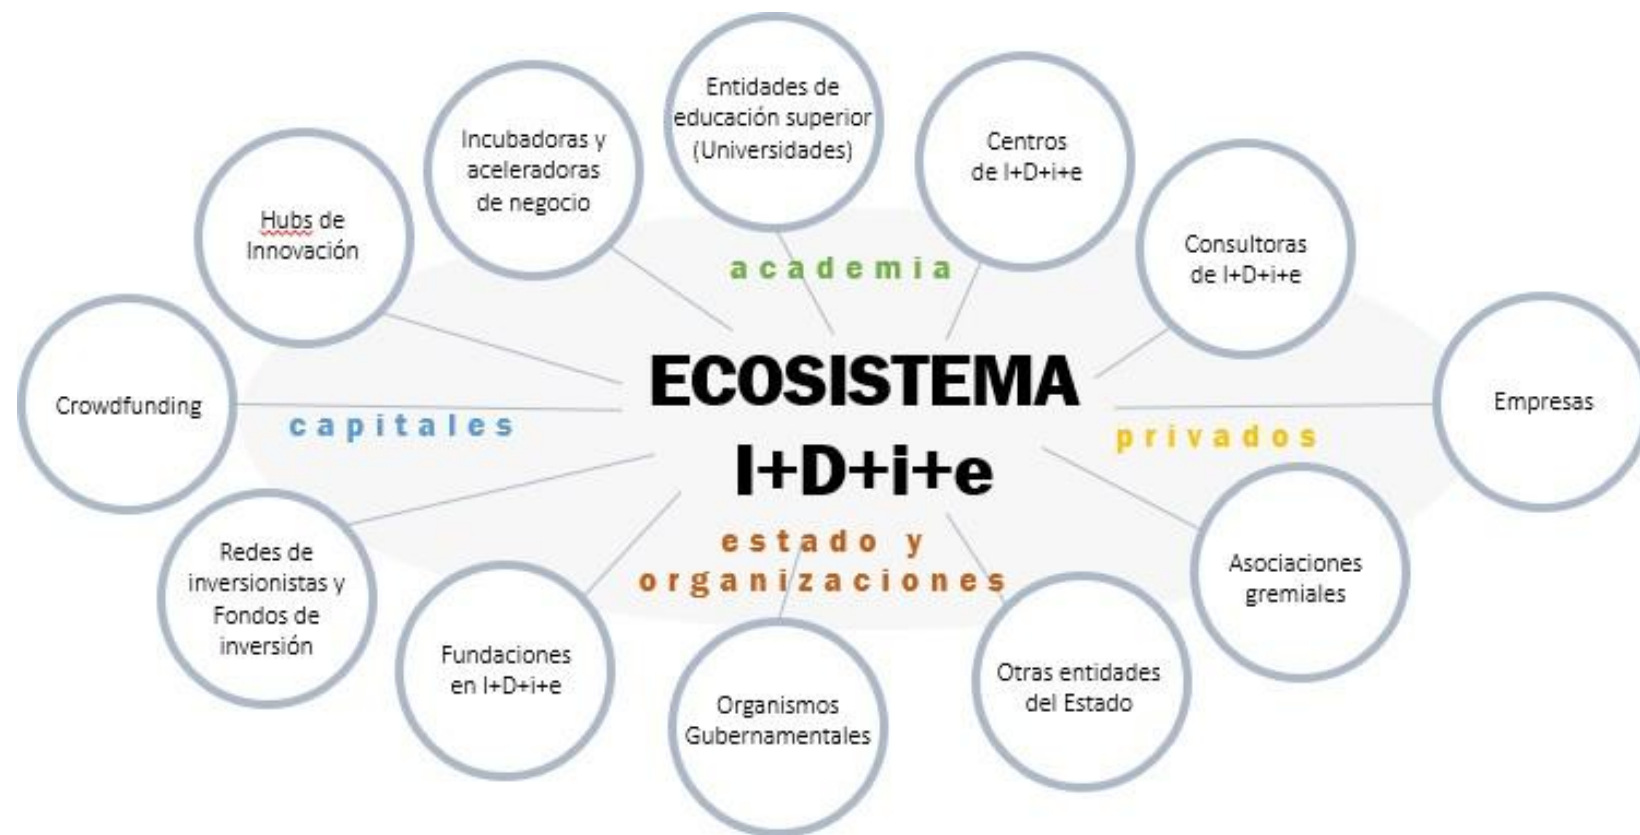 Entidades de
educación superior
(Universidades)
Centros
de I+D+i+e
Incubadoras y
aceleradoras
de negocio
Hubs de
Innovación
Consultoras
de I+D+i+e
academia
ECOSISTEMA
I+D+i+e
Crowdfunding
capitales
privados
Empresas
estado y
organizaciones
Redes de
inversionistas y
Fondos de
inversión
Asociaciones
gremiales
Fundaciones
en I+D+i+e
Otras entidades
del Estado
Organismos
Gubernamentales